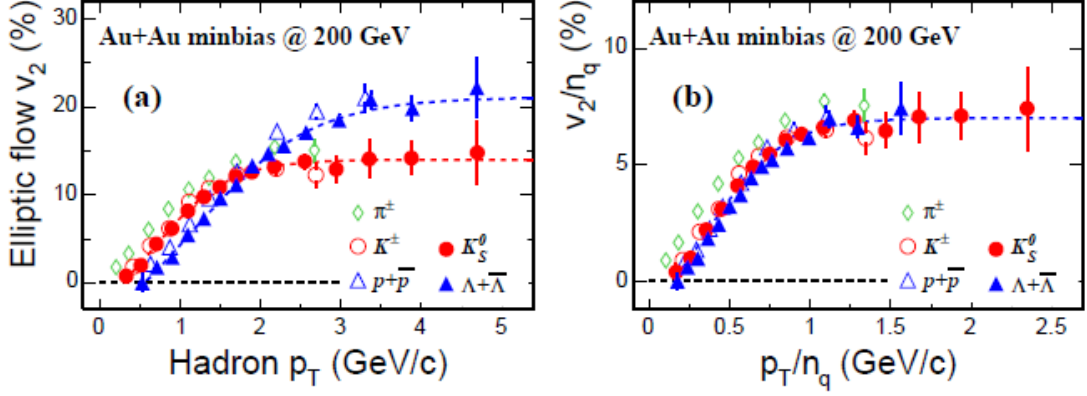 Elliptic flow v₂ (%)
30
20
10
0
Au+Au minbias @ 200 GeV
(a)
π±
K± K⁰S
p+p̅ Λ+Λ̅
0 1 2 3 4 5
Hadron pT (GeV/c)
v₂/nq (%)
10
5
0
Au+Au minbias @ 200 GeV
(b)
π±
K± K⁰S
p+p̅ Λ+Λ̅
0 0.5 1 1.5 2 2.5
pT/nq (GeV/c)